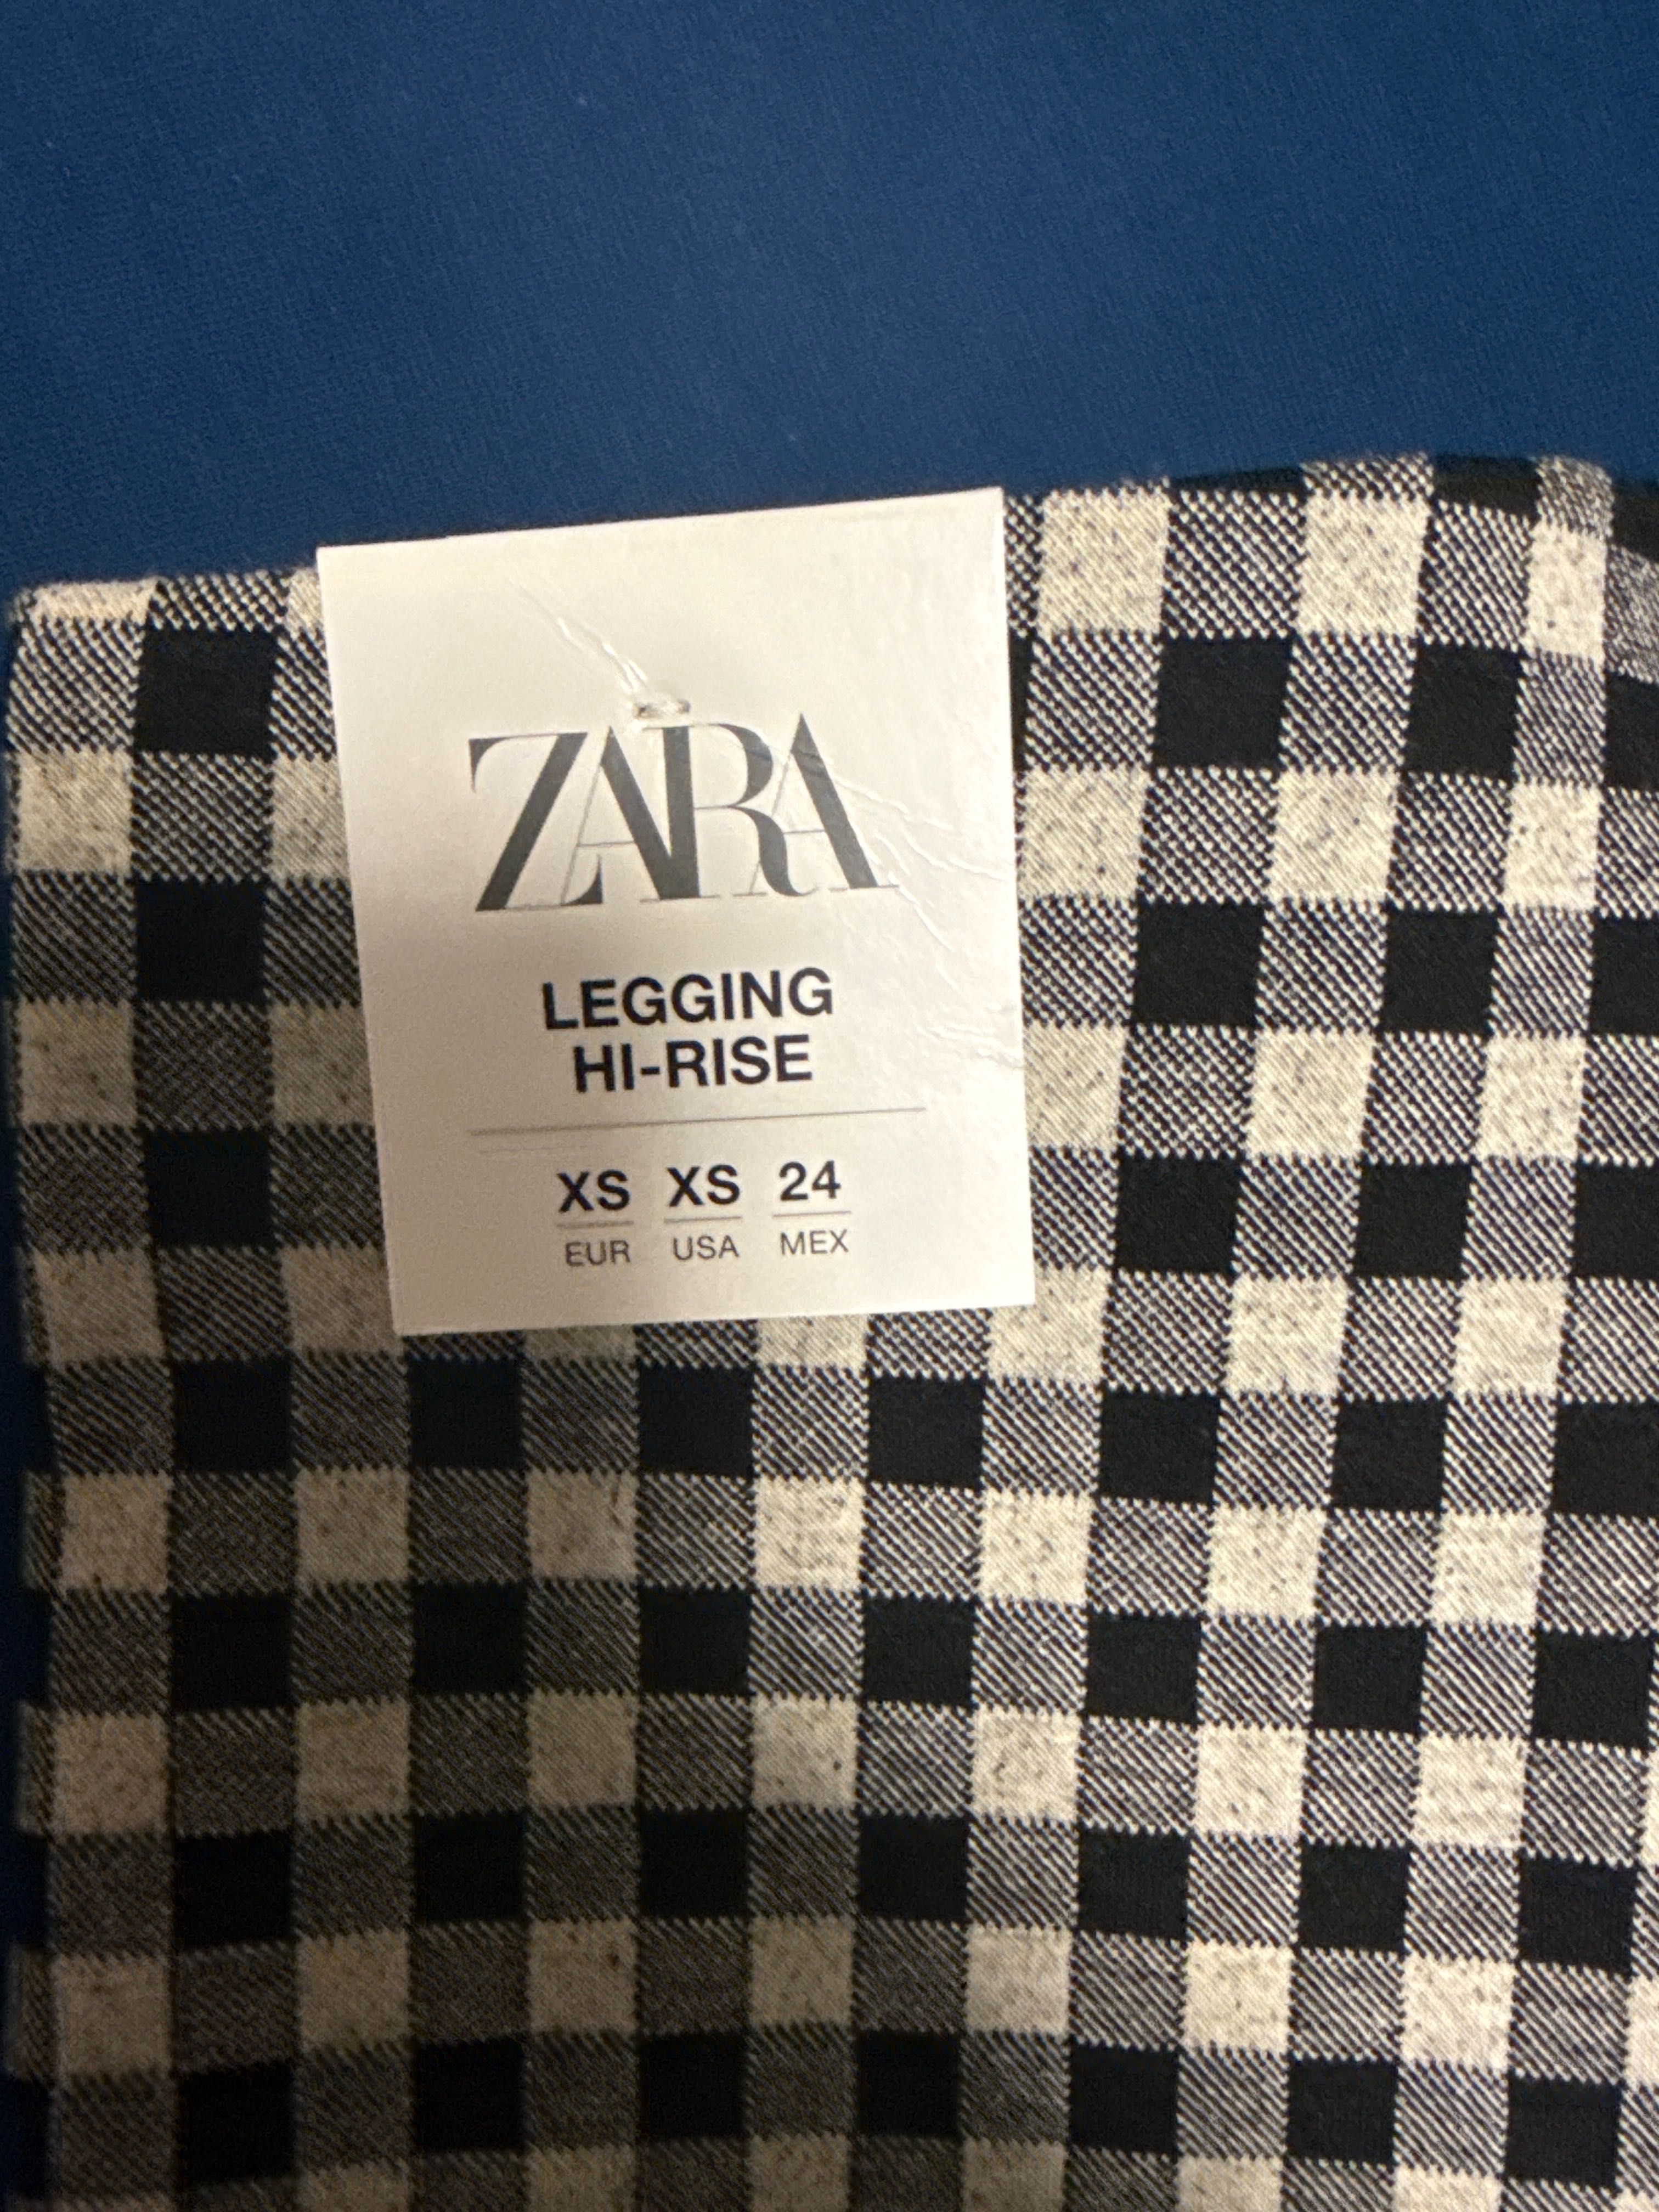 ZARA
LEGGING
HI-RISE
XS XS 24
EUR USA MEX